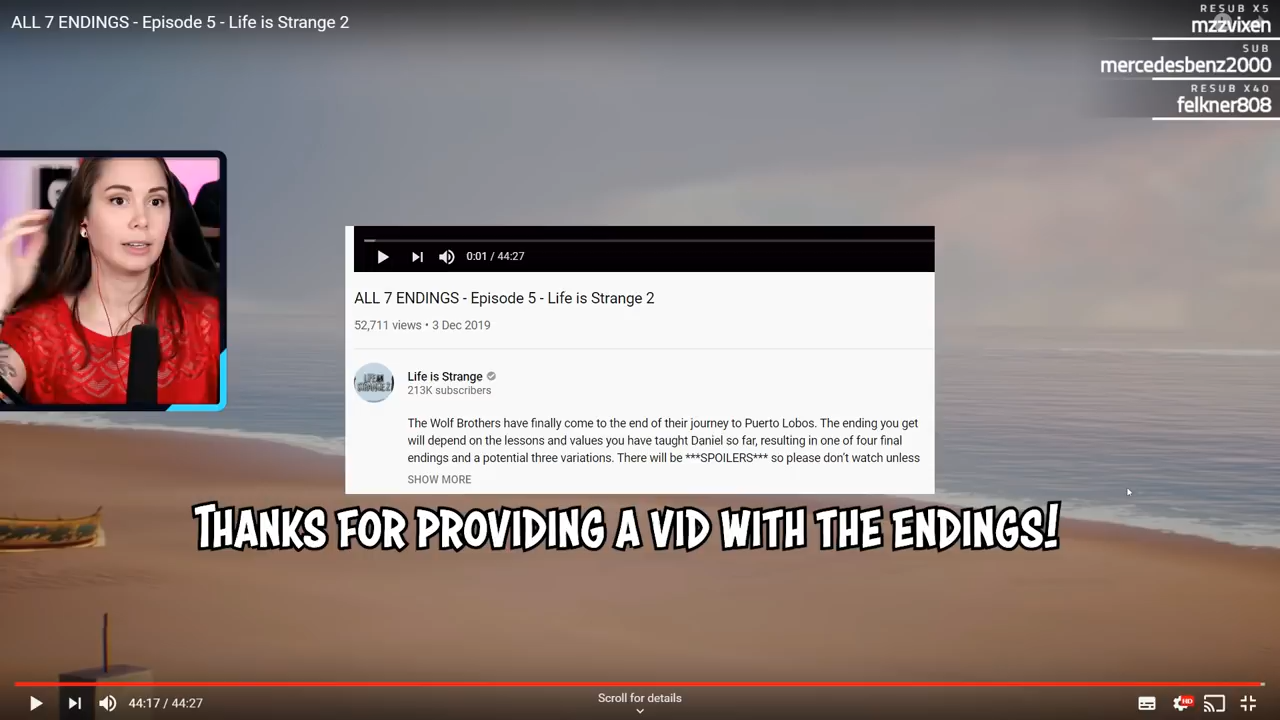 ALL 7 ENDINGS - Episode 5 - Life is Strange 2
RESUB X5
mzzvixen
SUB
mercedesbenz2000
RESUB X40
felkner808
0:01 / 44:27
ALL 7 ENDINGS - Episode 5 - Life is Strange 2
52,711 views • 3 Dec 2019
Life is Strange
213K subscribers
The Wolf Brothers have finally come to the end of their journey to Puerto Lobos. The ending you get
will depend on the lessons and values you have taught Daniel so far, resulting in one of four final
endings and a potential three variations. There will be ***SPOILERS*** so please don't watch unless
SHOW MORE
THANKS FOR PROVIDING A VID WITH THE ENDINGS!
44:17 / 44:27
Scroll for details
HD